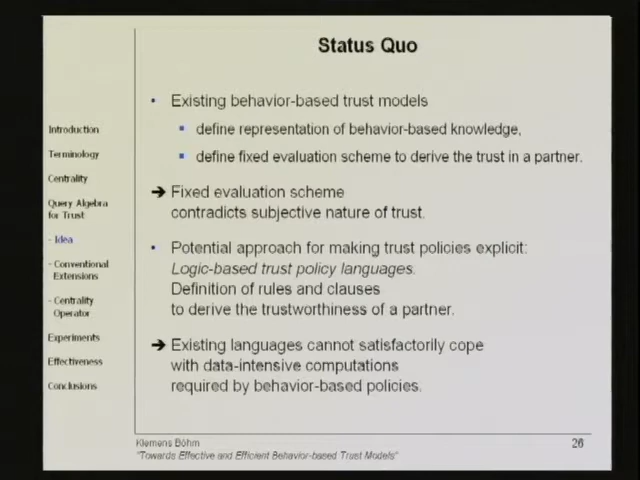 Status Quo
• Existing behavior-based trust models
▪ define representation of behavior-based knowledge,
▪ define fixed evaluation scheme to derive the trust in a partner.
➔ Fixed evaluation scheme
contradicts subjective nature of trust.
• Potential approach for making trust policies explicit:
Logic-based trust policy languages.
Definition of rules and clauses
to derive the trustworthiness of a partner.
➔ Existing languages cannot satisfactorily cope
with data-intensive computations
required by behavior-based policies.
Introduction
Terminology
Centrality
Query Algebra
for Trust
- Idea
- Conventional
Extensions
- Centrality
Operator
Experiments
Effectiveness
Conclusions
Klemens Böhm
"Towards Effective and Efficient Behavior-based Trust Models"
26